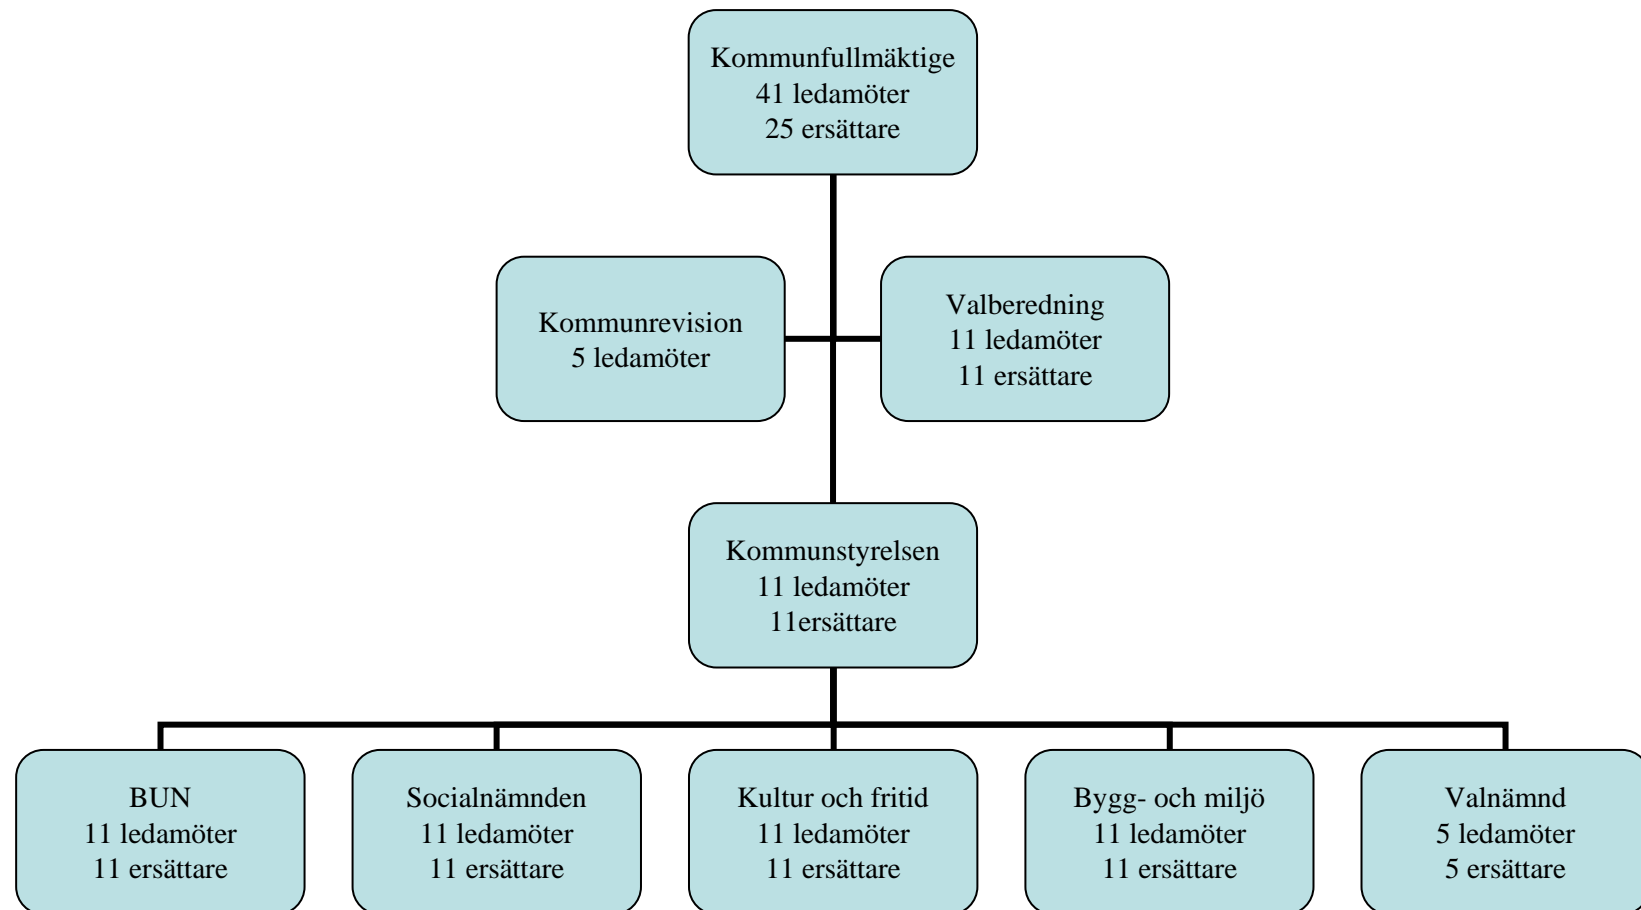 Kommunfullmäktige
41 ledamöter
25 ersättare
Kommunrevision
5 ledamöter
Valberedning
11 ledamöter
11 ersättare
Kommunstyrelsen
11 ledamöter
11ersättare
BUN
11 ledamöter
11 ersättare
Socialnämnden
11 ledamöter
11 ersättare
Kultur och fritid
11 ledamöter
11 ersättare
Bygg- och miljö
11 ledamöter
11 ersättare
Valnämnd
5 ledamöter
5 ersättare